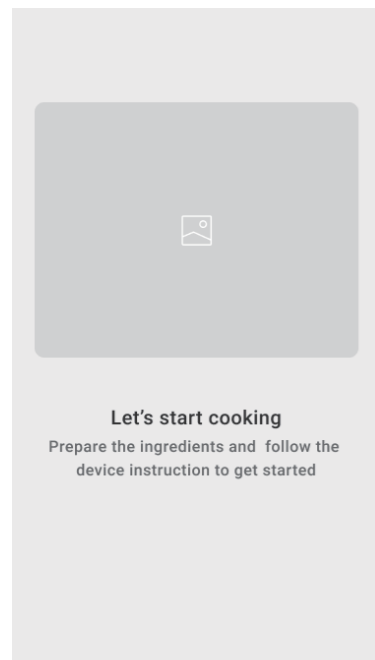 Let’s start cooking
Prepare the ingredients and  follow the
device instruction to get started